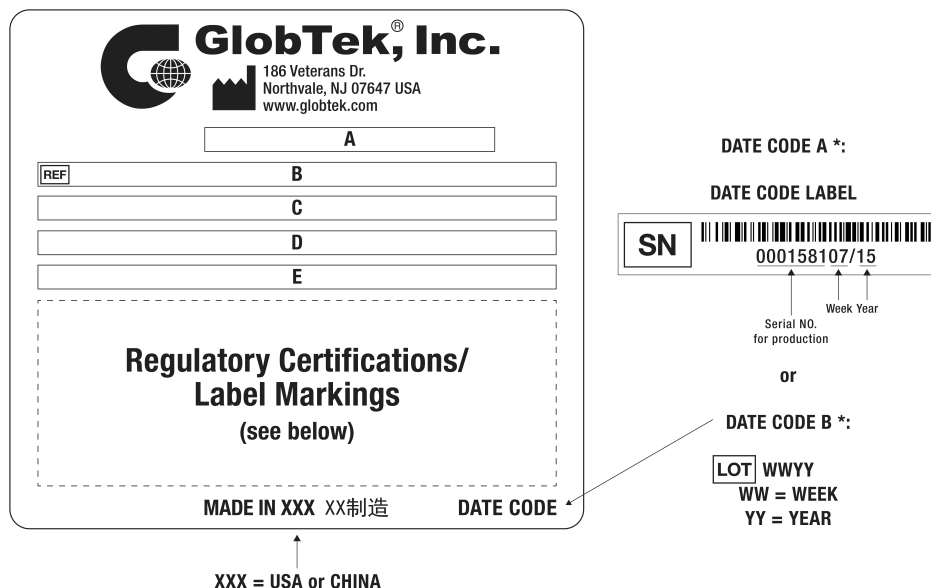 GlobTek,® Inc.
186 Veterans Dr.
Northvale, NJ 07647 USA
www.globtek.com
A
REF B
C
D
E
Regulatory Certifications/
Label Markings
(see below)
MADE IN XXX XX制造 DATE CODE
XXX = USA or CHINA
DATE CODE A *:
DATE CODE LABEL
SN
000158107/15
Week Year
Serial NO.
for production
or
DATE CODE B *:
LOT WWYY
WW = WEEK
YY = YEAR